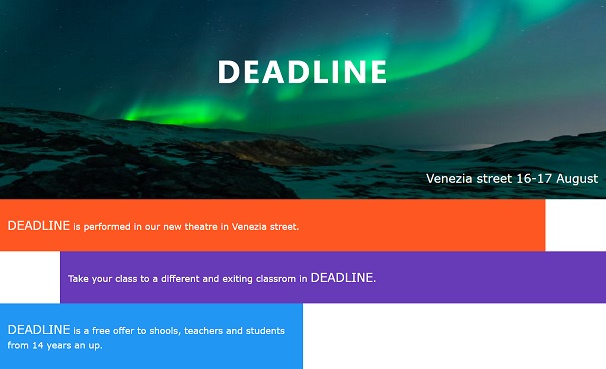 DEADLINE
Venezia street 16-17 August
DEADLINE is performed in our new theatre in Venezia street.
Take your class to a different and exiting classrom in DEADLINE.
DEADLINE is a free offer to shools, teachers and students
from 14 years an up.